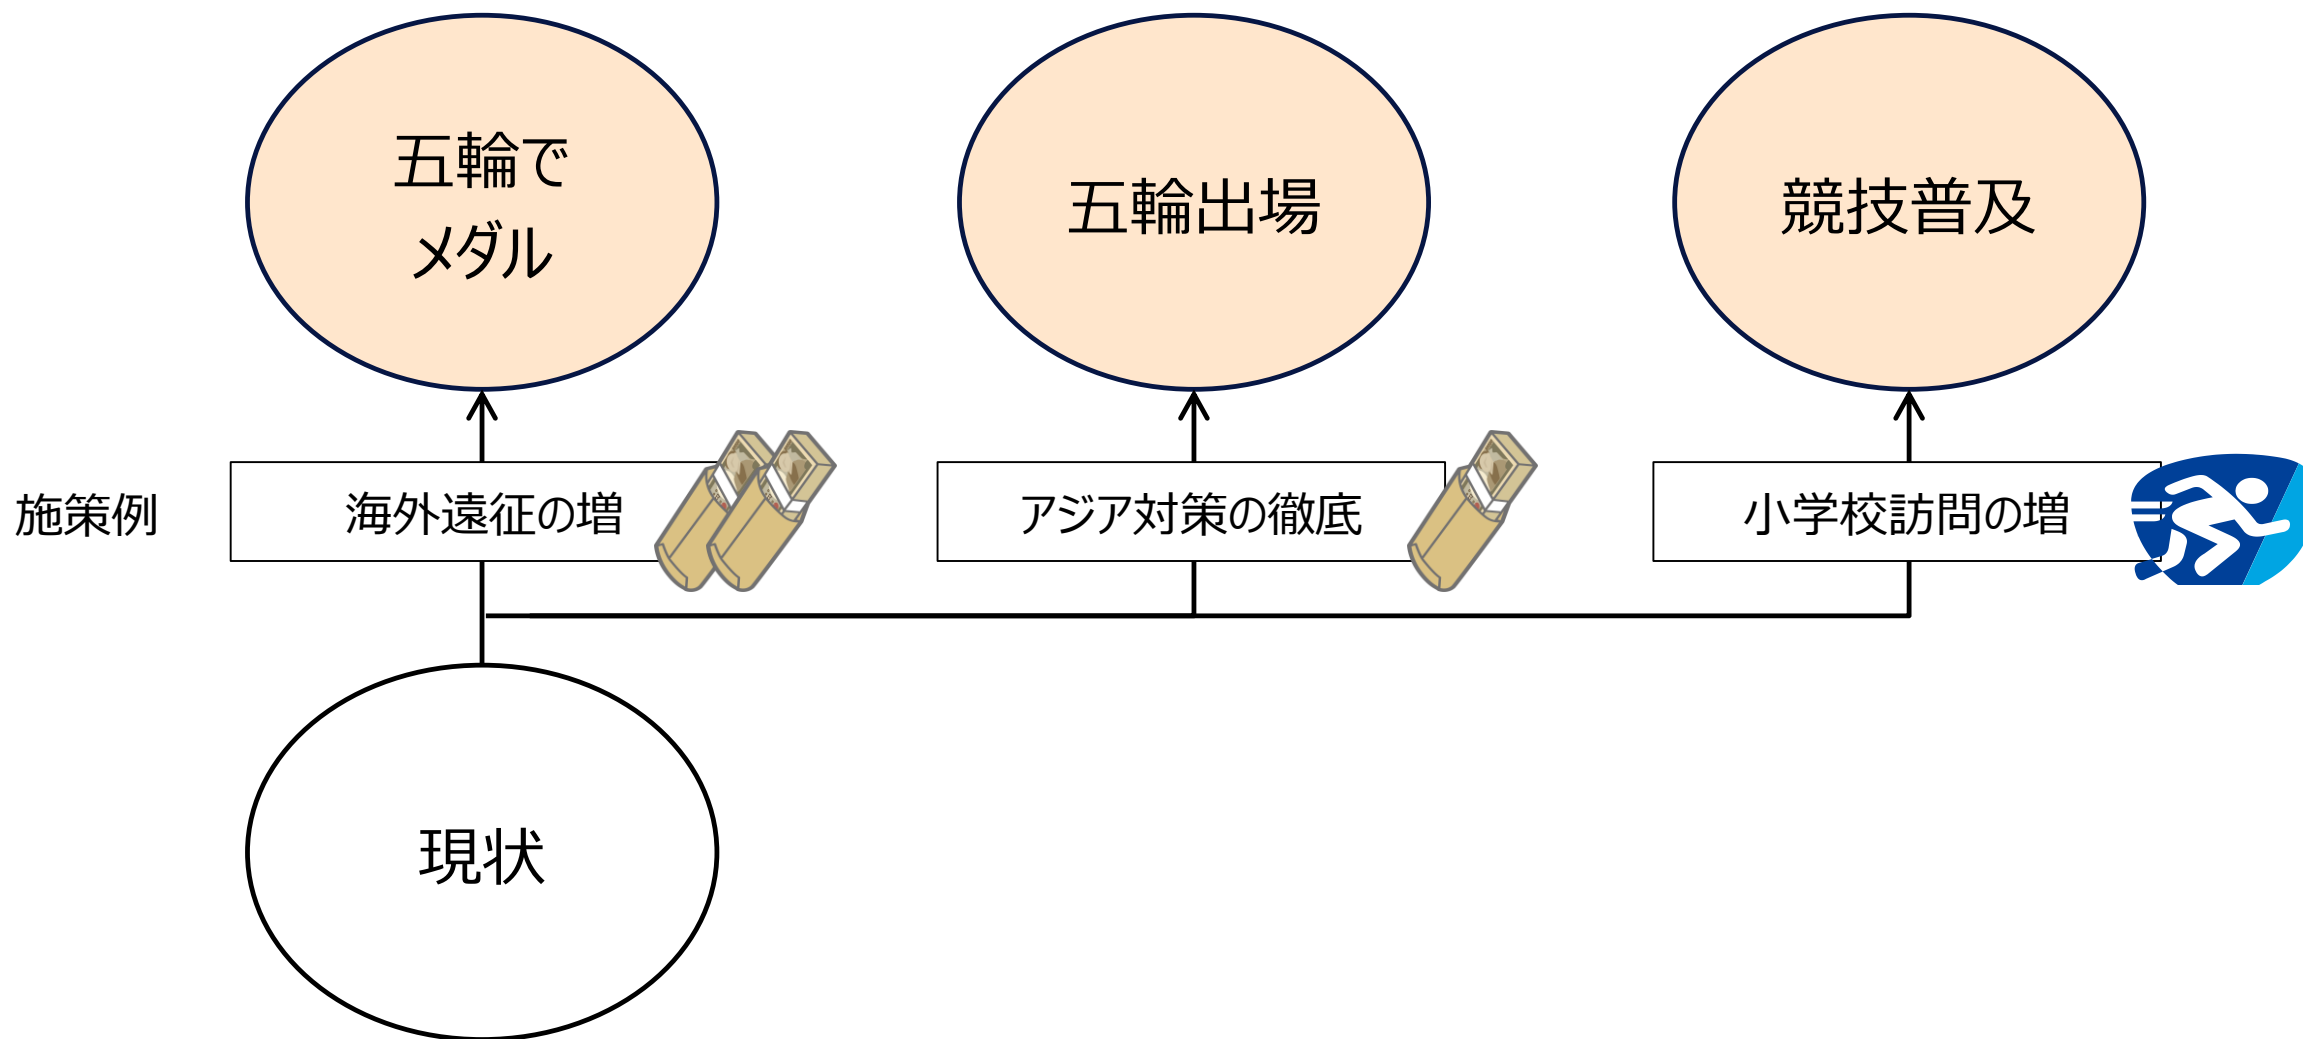 五輪で
メダル
五輪出場
競技普及
施策例
海外遠征の増
アジア対策の徹底
小学校訪問の増
現状